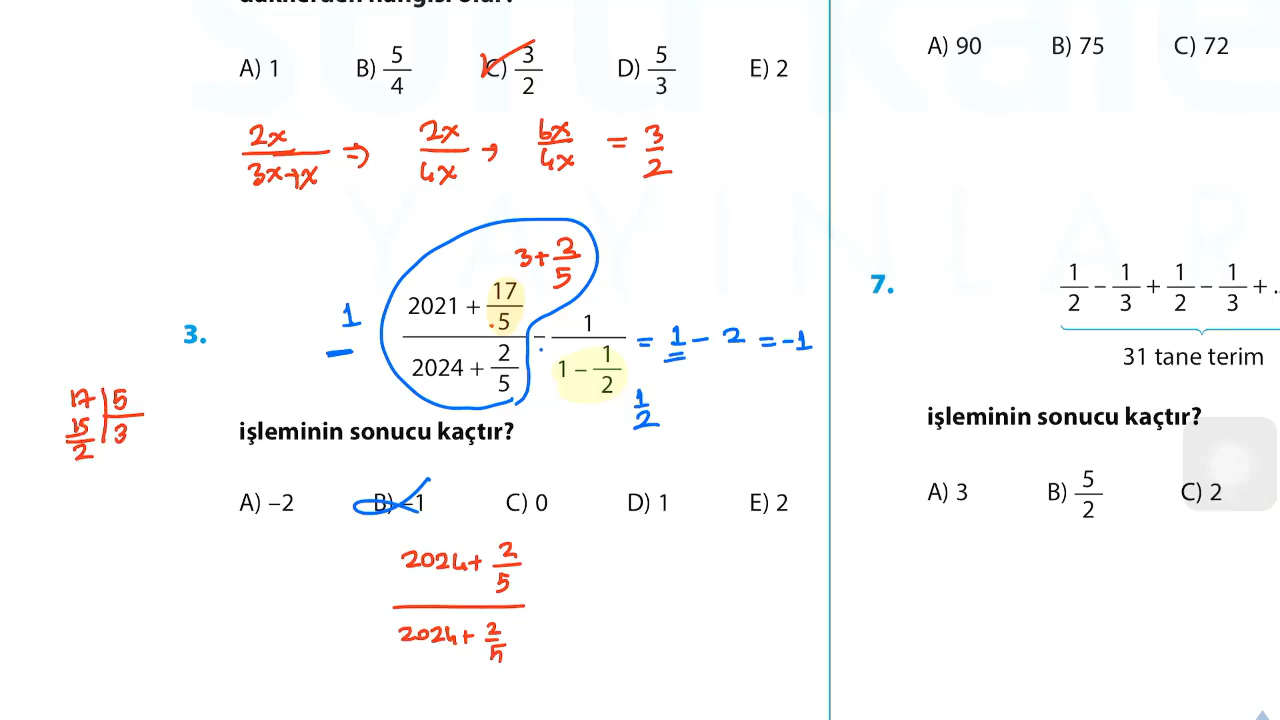 A) 1 B) 5/4 C) 3/2 D) 5/3 E) 2
2x/3x+x ⇒ 2x/4x, 6x/4x = 3/2
3.
1
3 + 2/5
(2021 + 17/5)/(2024 + 2/5) − 1/(1 − 1/2) = 1 − 2 = -1
1/2
17 5
15 3
2
işleminin sonucu kaçtır?
A) –2 B) –1 C) 0 D) 1 E) 2
2024 + 2/5
2024 + 2/5
A) 90 B) 75 C) 72
YAYINLAR
7.
1/2 − 1/3 + 1/2 − 1/3 + ..
31 tane terim
işleminin sonucu kaçtır?
A) 3 B) 5/2 C) 2